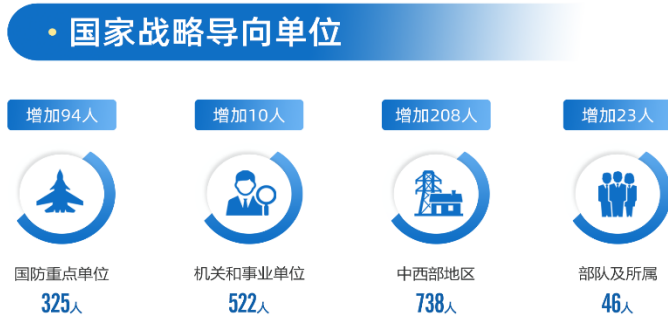 · 国家战略导向单位
增加94人
增加10人
增加208人
增加23人
国防重点单位
机关和事业单位
中西部地区
部队及所属
325人
522人
738人
46人